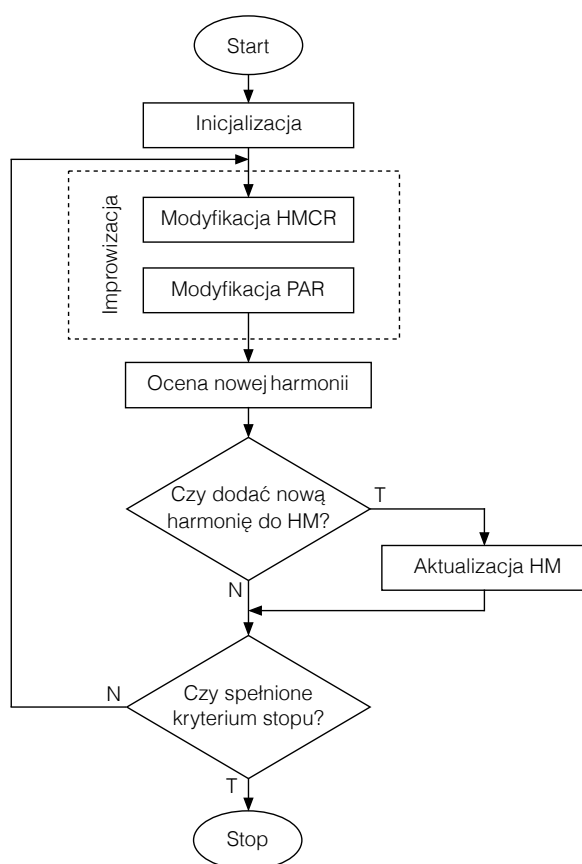 Start
Inicjalizacja
Improwizacja
Modyfikacja HMCR
Modyfikacja PAR
Ocena nowej harmonii
Czy dodać nową
harmonię do HM?
T
Aktualizacja HM
N
N
Czy spełnione
kryterium stopu?
T
Stop